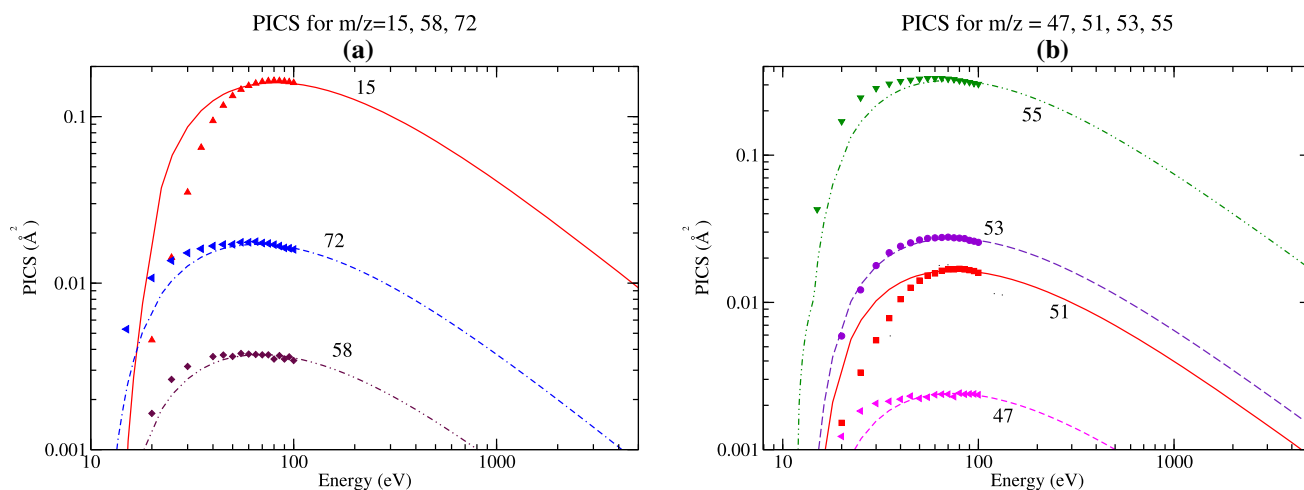 PICS for m/z=15, 58, 72
(a)
0.1
0.01
0.001
PICS (Å²)
15
72
58
10
100
1000
Energy (eV)
PICS for m/z = 47, 51, 53, 55
(b)
0.1
0.01
0.001
PICS (Å²)
55
53
51
47
10
100
1000
Energy (eV)